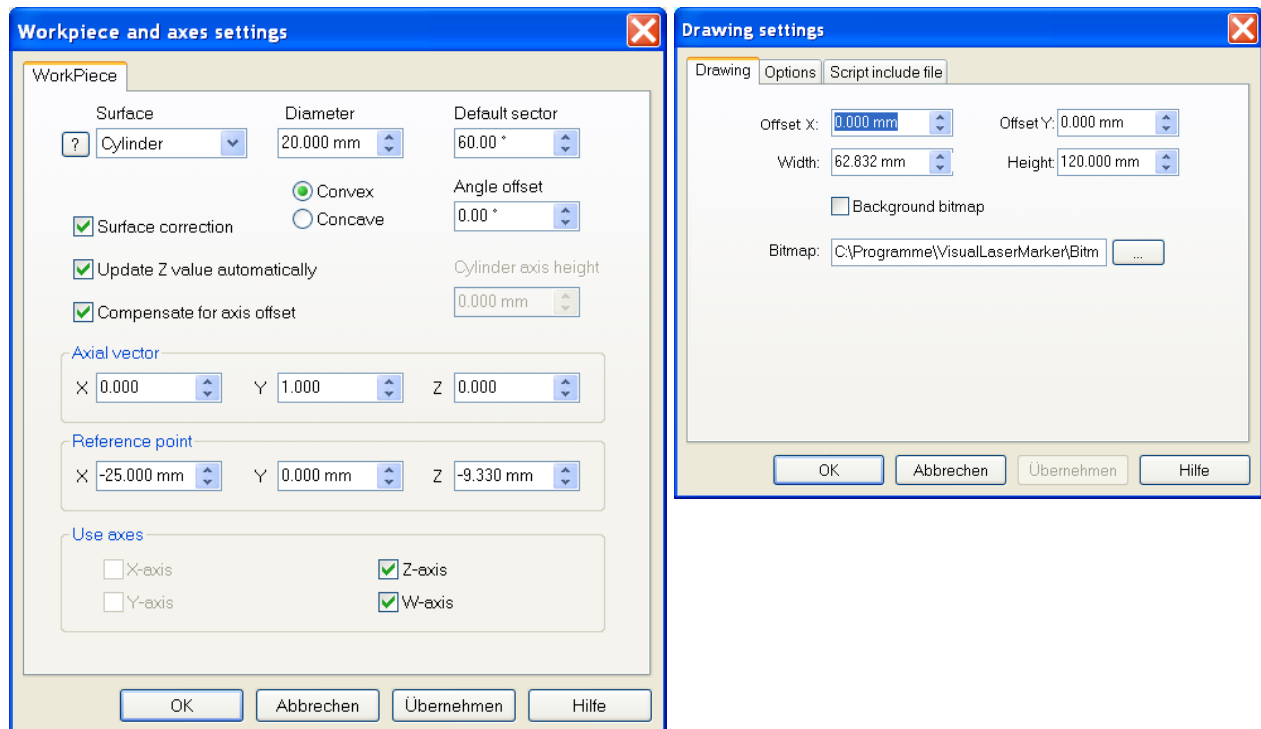 Workpiece and axes settings
WorkPiece
Surface Diameter Default sector
? Cylinder 20.000 mm 60.00 °
Convex Angle offset
Concave 0.00 °
Surface correction
Update Z value automatically Cylinder axis height
0.000 mm
Compensate for axis offset
Axial vector
X 0.000 Y 1.000 Z 0.000
Reference point
X -25.000 mm Y 0.000 mm Z -9.330 mm
Use axes
X-axis Z-axis
Y-axis W-axis
OK Abbrechen Übernehmen Hilfe
Drawing settings
Drawing Options Script include file
Offset X: 0.000 mm Offset Y: 0.000 mm
Width: 62.832 mm Height: 120.000 mm
Background bitmap
Bitmap: C:\Programme\VisualLaserMarker\Bitm ...
OK Abbrechen Übernehmen Hilfe